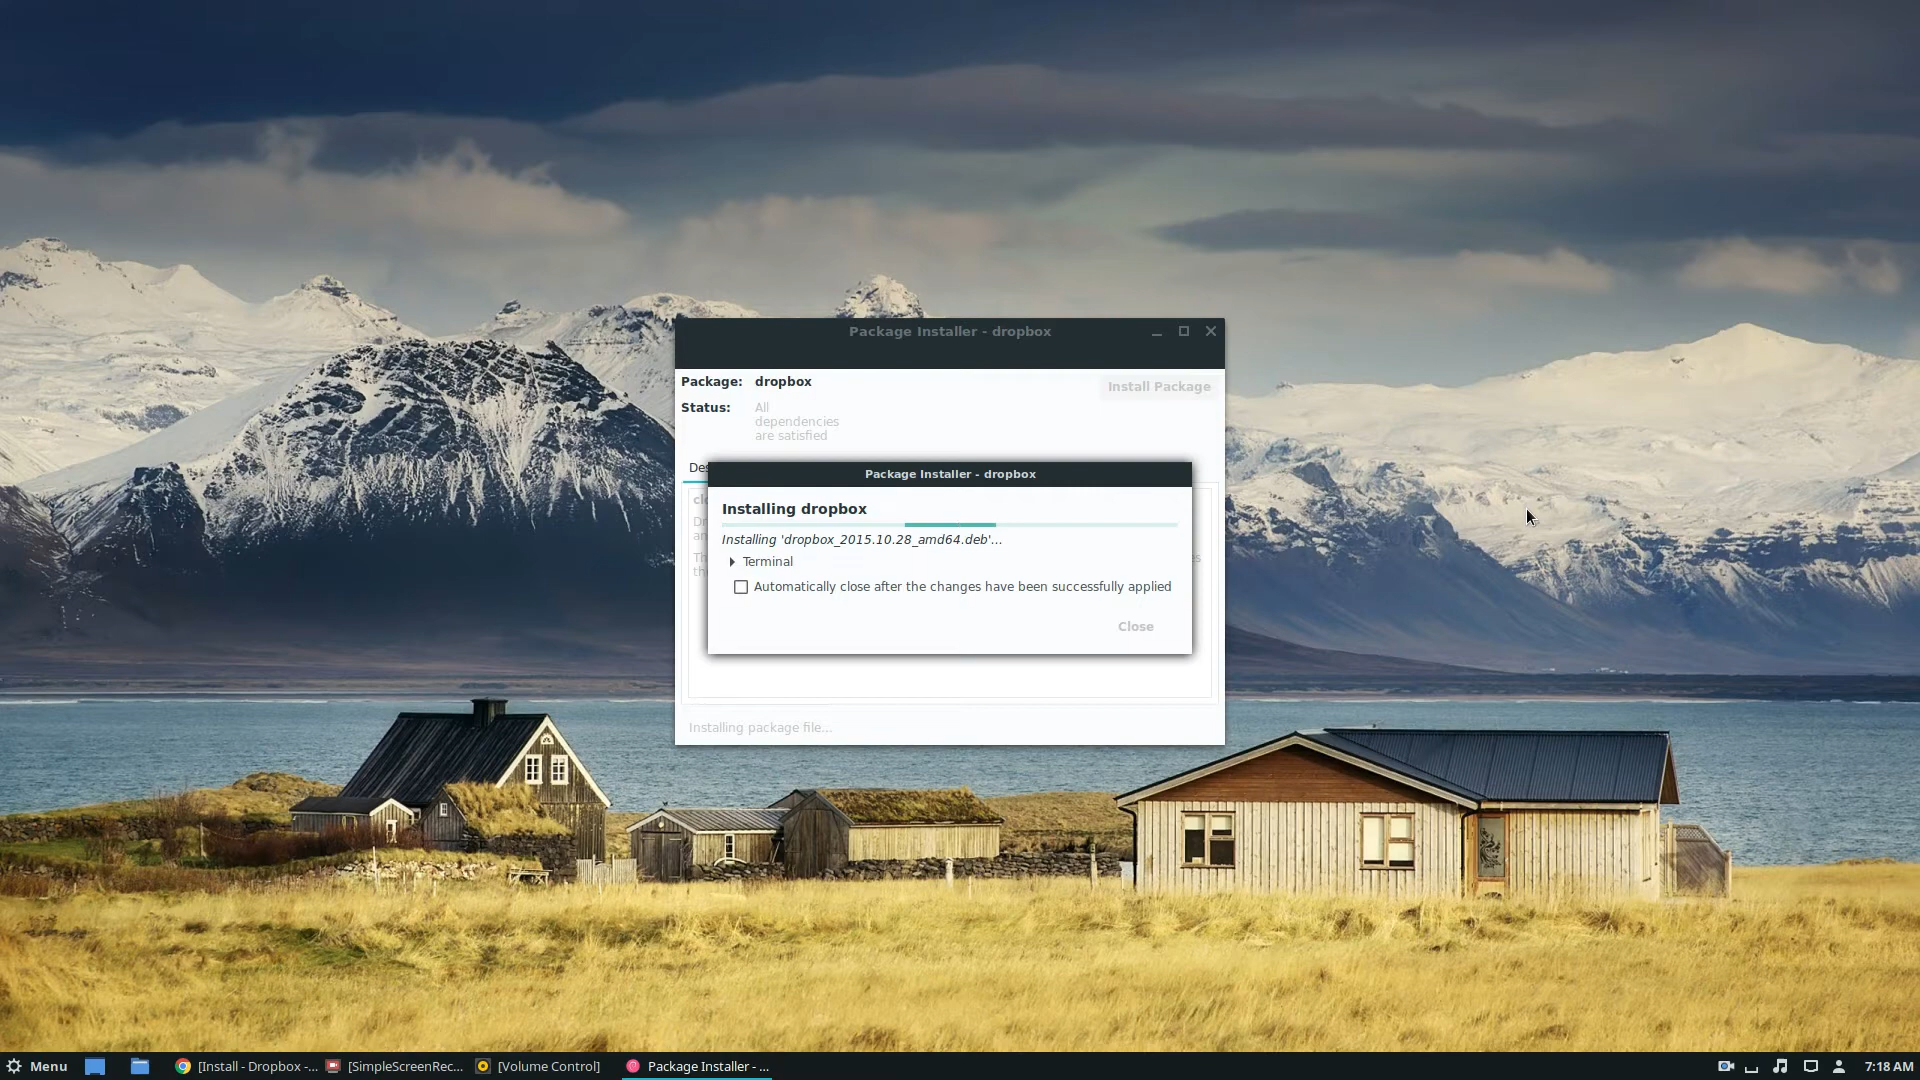 Package Installer - dropbox
Package: dropbox
Install Package
Status: All
dependencies
are satisfied
Package Installer - dropbox
Installing dropbox
Installing 'dropbox_2015.10.28_amd64.deb'...
Terminal
Automatically close after the changes have been successfully applied
Close
Installing package file...
Menu
[Install - Dropbox -...
[SimpleScreenRec...
[Volume Control]
Package Installer - ...
7:18 AM